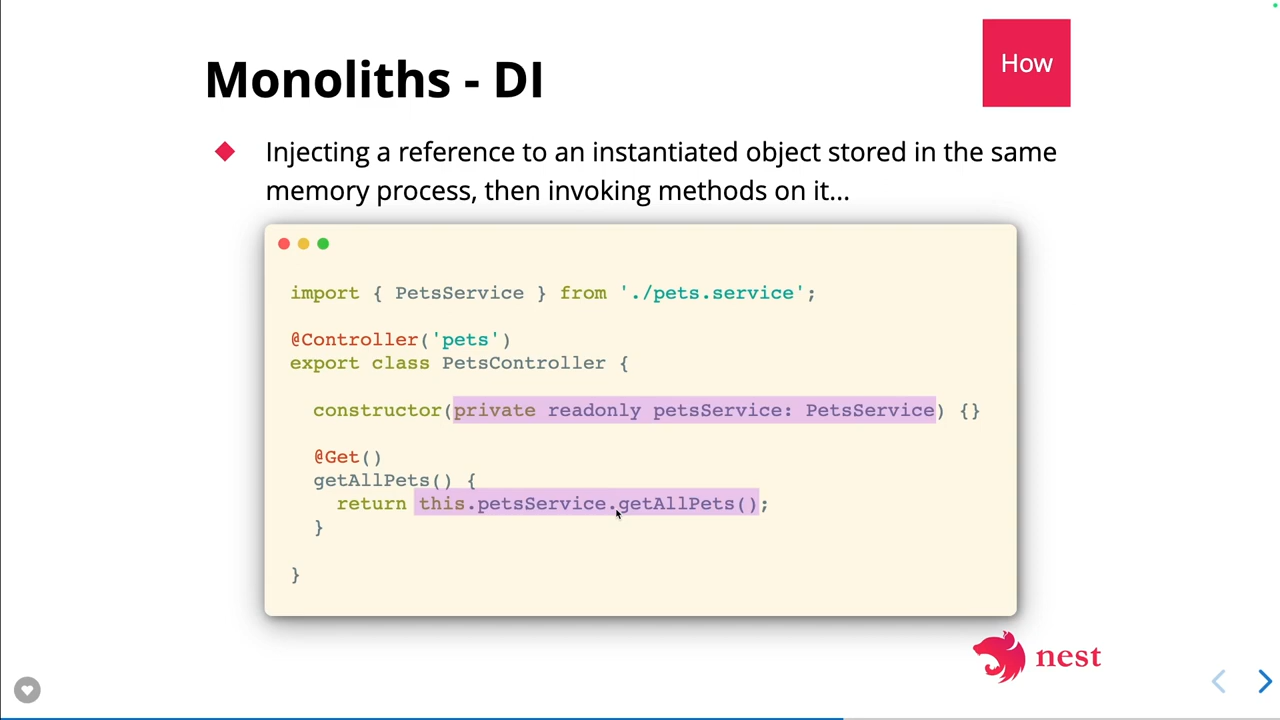 How
Monoliths - DI
Injecting a reference to an instantiated object stored in the same
memory process, then invoking methods on it...
import { PetsService } from './pets.service';
@Controller('pets')
export class PetsController {
constructor(private readonly petsService: PetsService) {}
@Get()
getAllPets() {
return this.petsService.getAllPets();
}
}
nest